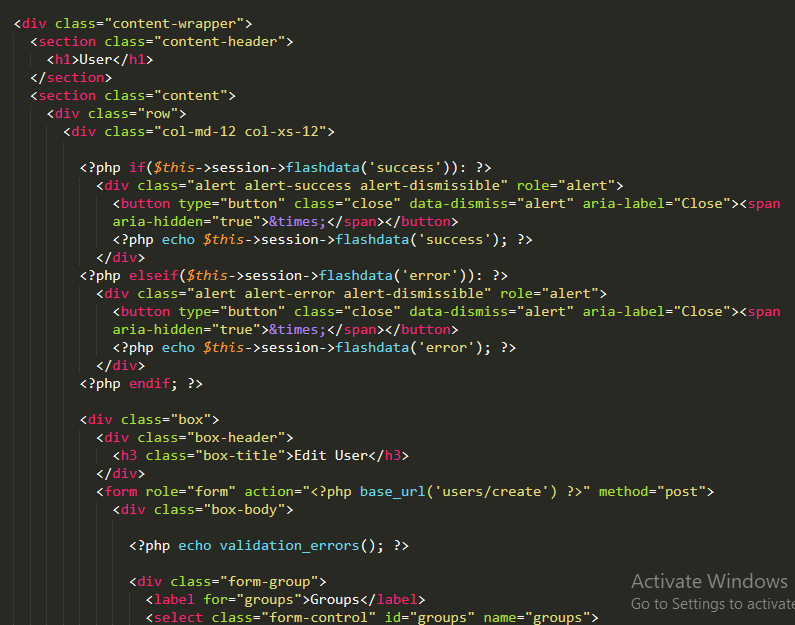 <div class="content-wrapper">
<section class="content-header">
<h1>User</h1>
</section>
<section class="content">
<div class="row">
<div class="col-md-12 col-xs-12">
<?php if($this->session->flashdata('success')): ?>
<div class="alert alert-success alert-dismissible" role="alert">
<button type="button" class="close" data-dismiss="alert" aria-label="Close"><span
aria-hidden="true">&times;</span></button>
<?php echo $this->session->flashdata('success'); ?>
</div>
<?php elseif($this->session->flashdata('error')): ?>
<div class="alert alert-error alert-dismissible" role="alert">
<button type="button" class="close" data-dismiss="alert" aria-label="Close"><span
aria-hidden="true">&times;</span></button>
<?php echo $this->session->flashdata('error'); ?>
</div>
<?php endif; ?>
<div class="box">
<div class="box-header">
<h3 class="box-title">Edit User</h3>
</div>
<form role="form" action="<?php base_url('users/create') ?>" method="post">
<div class="box-body">
<?php echo validation_errors(); ?>
<div class="form-group">
<label for="groups">Groups</label>
<select class="form-control" id="groups" name="groups">
Activate Windows
Go to Settings to activate